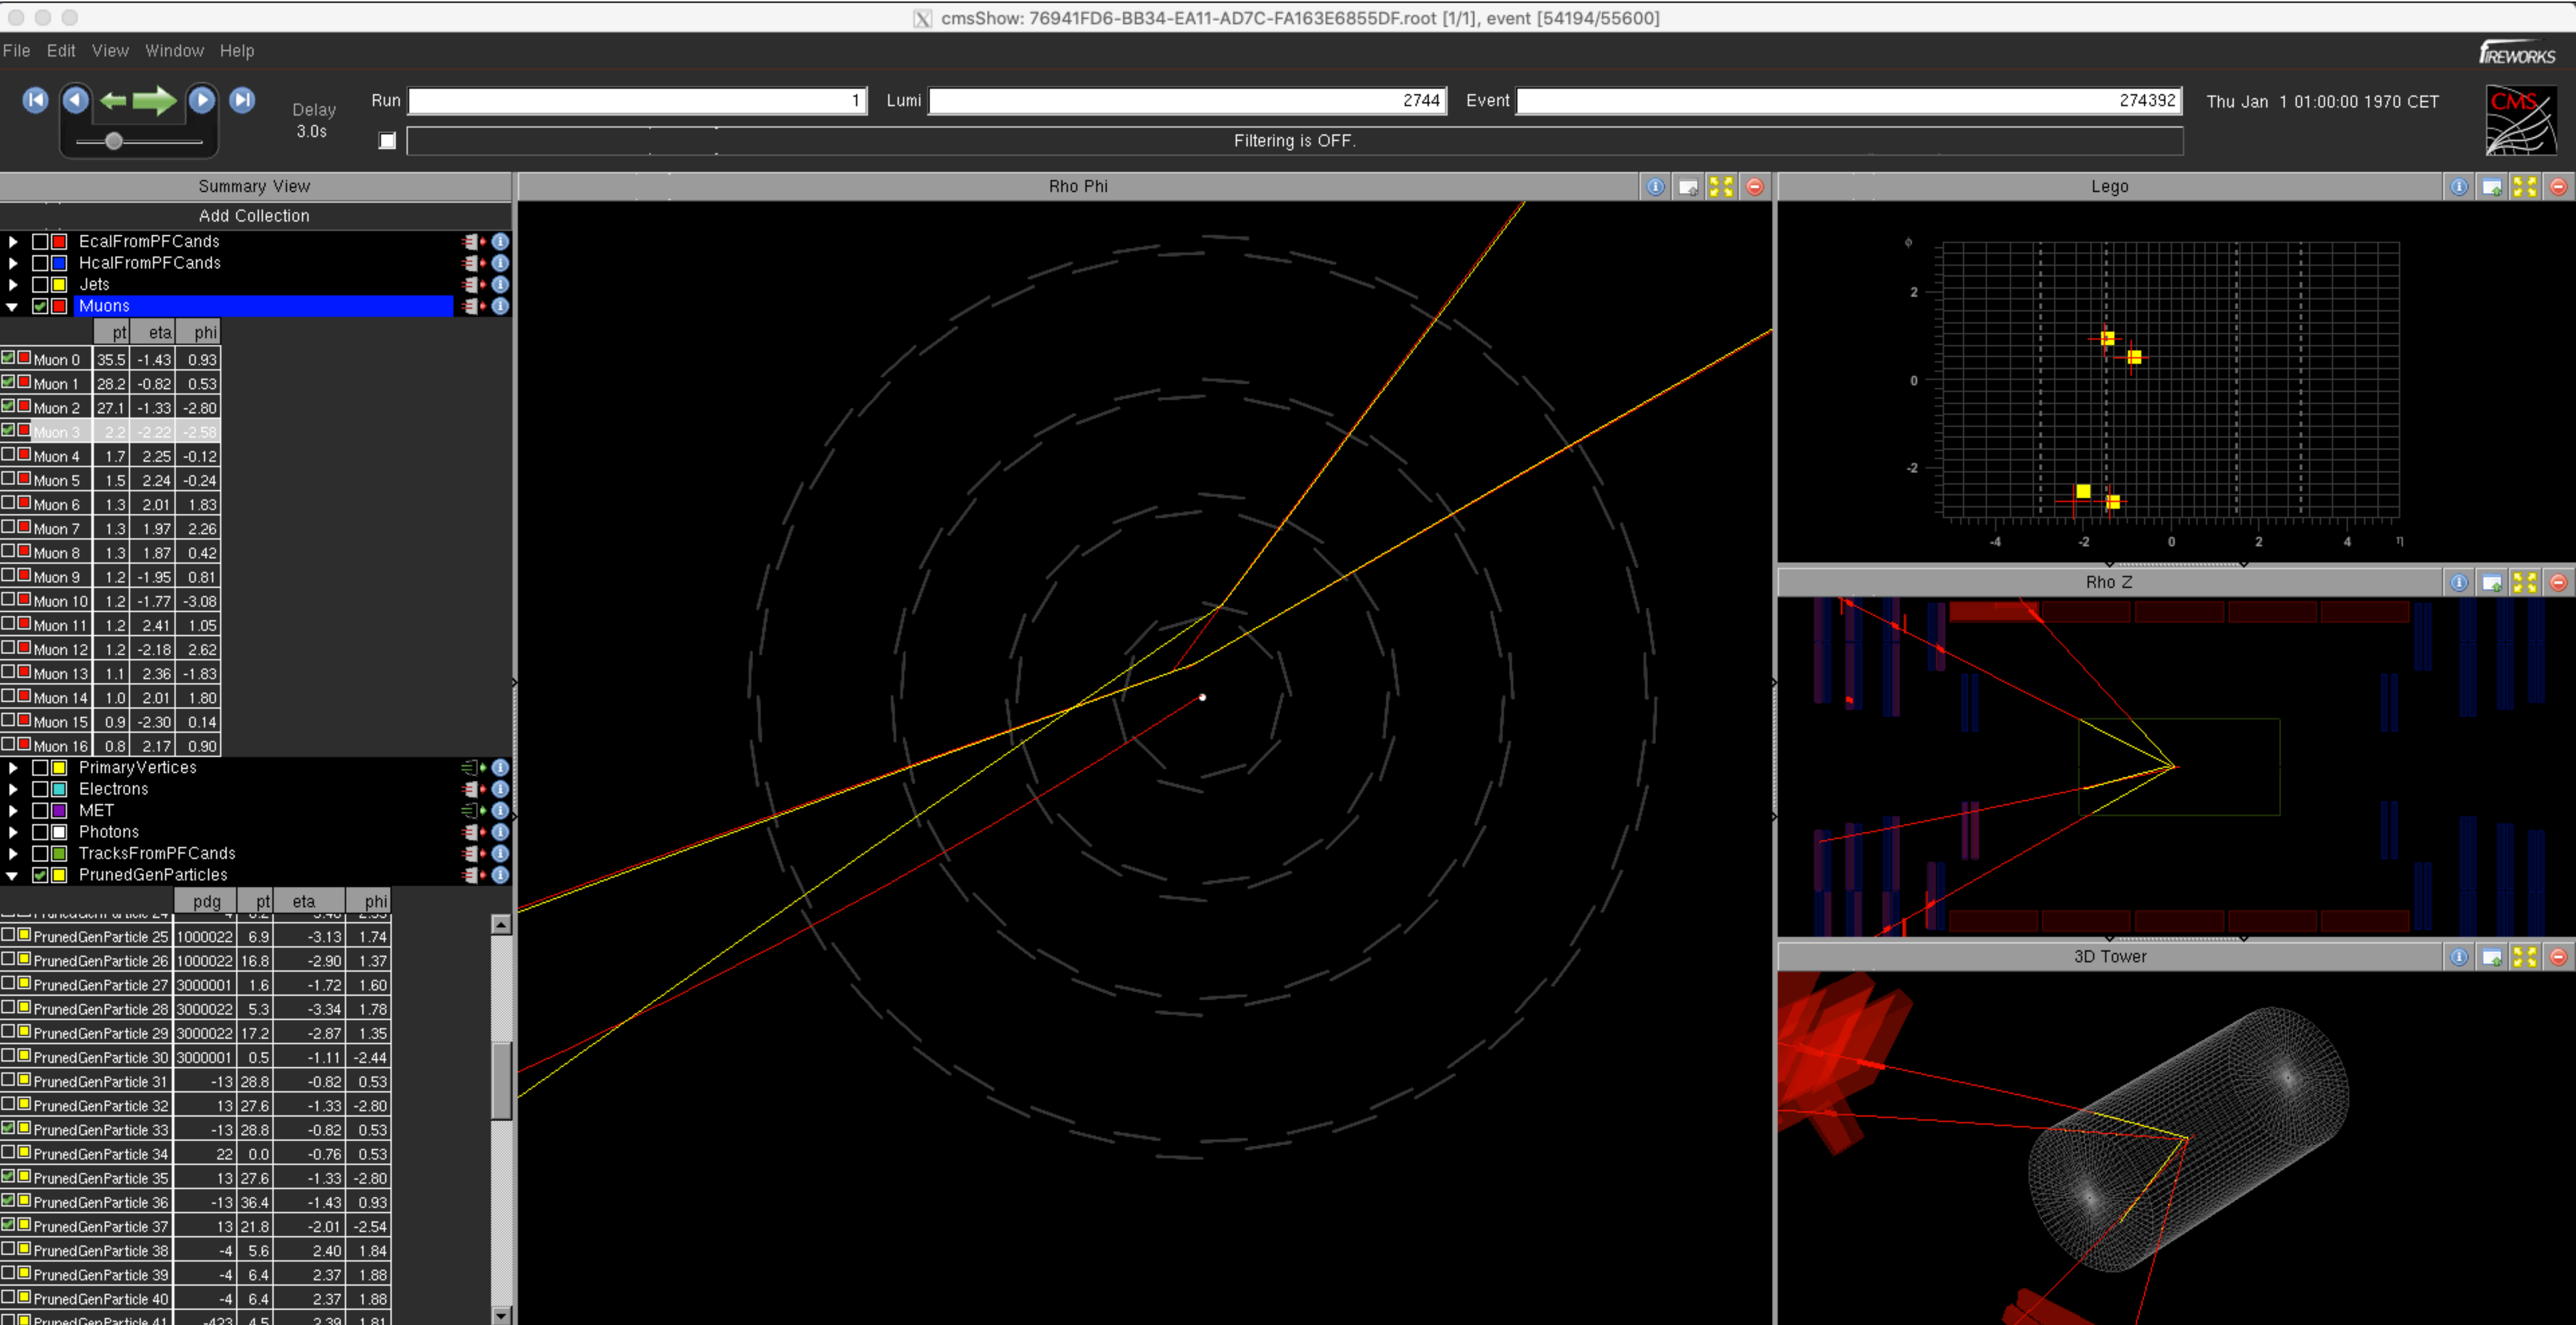 cmsShow: 76941FD6-BB34-EA11-AD7C-FA163E6855DF.root [1/1], event [54194/55600]
File Edit View Window Help
FIREWORKS
Delay
3.0s
Run 1 Lumi 2744 Event 274392 Thu Jan 1 01:00:00 1970 CET
CMS
Filtering is OFF.
Summary View
Add Collection
EcalFromPFCands
HcalFromPFCands
Jets
Muons
pt eta phi
Muon 0 35.5 -1.43 0.93
Muon 1 28.2 -0.82 0.53
Muon 2 27.1 -1.33 -2.80
Muon 3 2.2 -2.22 -2.58
Muon 4 1.7 2.25 -0.12
Muon 5 1.5 2.24 -0.24
Muon 6 1.3 2.01 1.83
Muon 7 1.3 1.97 2.26
Muon 8 1.3 1.87 0.42
Muon 9 1.2 -1.95 0.81
Muon 10 1.2 -1.77 -3.08
Muon 11 1.2 2.41 1.05
Muon 12 1.2 -2.18 2.62
Muon 13 1.1 2.36 -1.83
Muon 14 1.0 2.01 1.80
Muon 15 0.9 -2.30 0.14
Muon 16 0.8 2.17 0.90
PrimaryVertices
Electrons
MET
Photons
TracksFromPFCands
PrunedGenParticles
pdg pt eta phi
PrunedGenParticle 25 1000022 6.9 -3.13 1.74
PrunedGenParticle 26 1000022 16.8 -2.90 1.37
PrunedGenParticle 27 3000001 1.6 -1.72 1.60
PrunedGenParticle 28 3000022 5.3 -3.34 1.78
PrunedGenParticle 29 3000022 17.2 -2.87 1.35
PrunedGenParticle 30 3000001 0.5 -1.11 -2.44
PrunedGenParticle 31 -13 28.8 -0.82 0.53
PrunedGenParticle 32 13 27.6 -1.33 -2.80
PrunedGenParticle 33 -13 28.8 -0.82 0.53
PrunedGenParticle 34 22 0.0 -0.76 0.53
PrunedGenParticle 35 13 27.6 -1.33 -2.80
PrunedGenParticle 36 -13 36.4 -1.43 0.93
PrunedGenParticle 37 13 21.8 -2.01 -2.54
PrunedGenParticle 38 -4 5.6 2.40 1.84
PrunedGenParticle 39 -4 6.4 2.37 1.88
PrunedGenParticle 40 -4 6.4 2.37 1.88
PrunedGenParticle 41 -423 4.5 2.39 1.81
Rho Phi
Lego
ϕ
2
0
-2
-4 -2 0 2 4 η
Rho Z
3D Tower